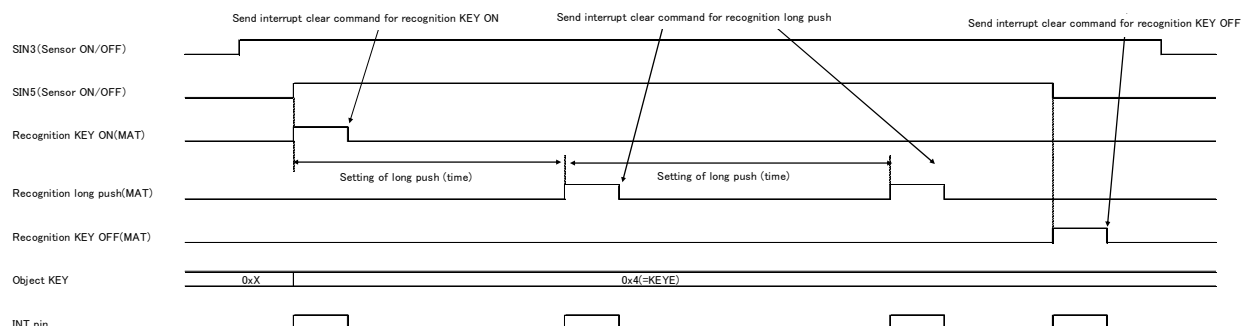 Send interrupt clear command for recognition KEY ON
Send interrupt clear command for recognition long push
Send interrupt clear command for recognition KEY OFF
SIN3(Sensor ON/OFF)
SIN5(Sensor ON/OFF)
Recognition KEY ON(MAT)
Setting of long push (time)
Setting of long push (time)
Recognition long push(MAT)
Recognition KEY OFF(MAT)
Object KEY
0xX
0x4(=KEYE)
INT pin